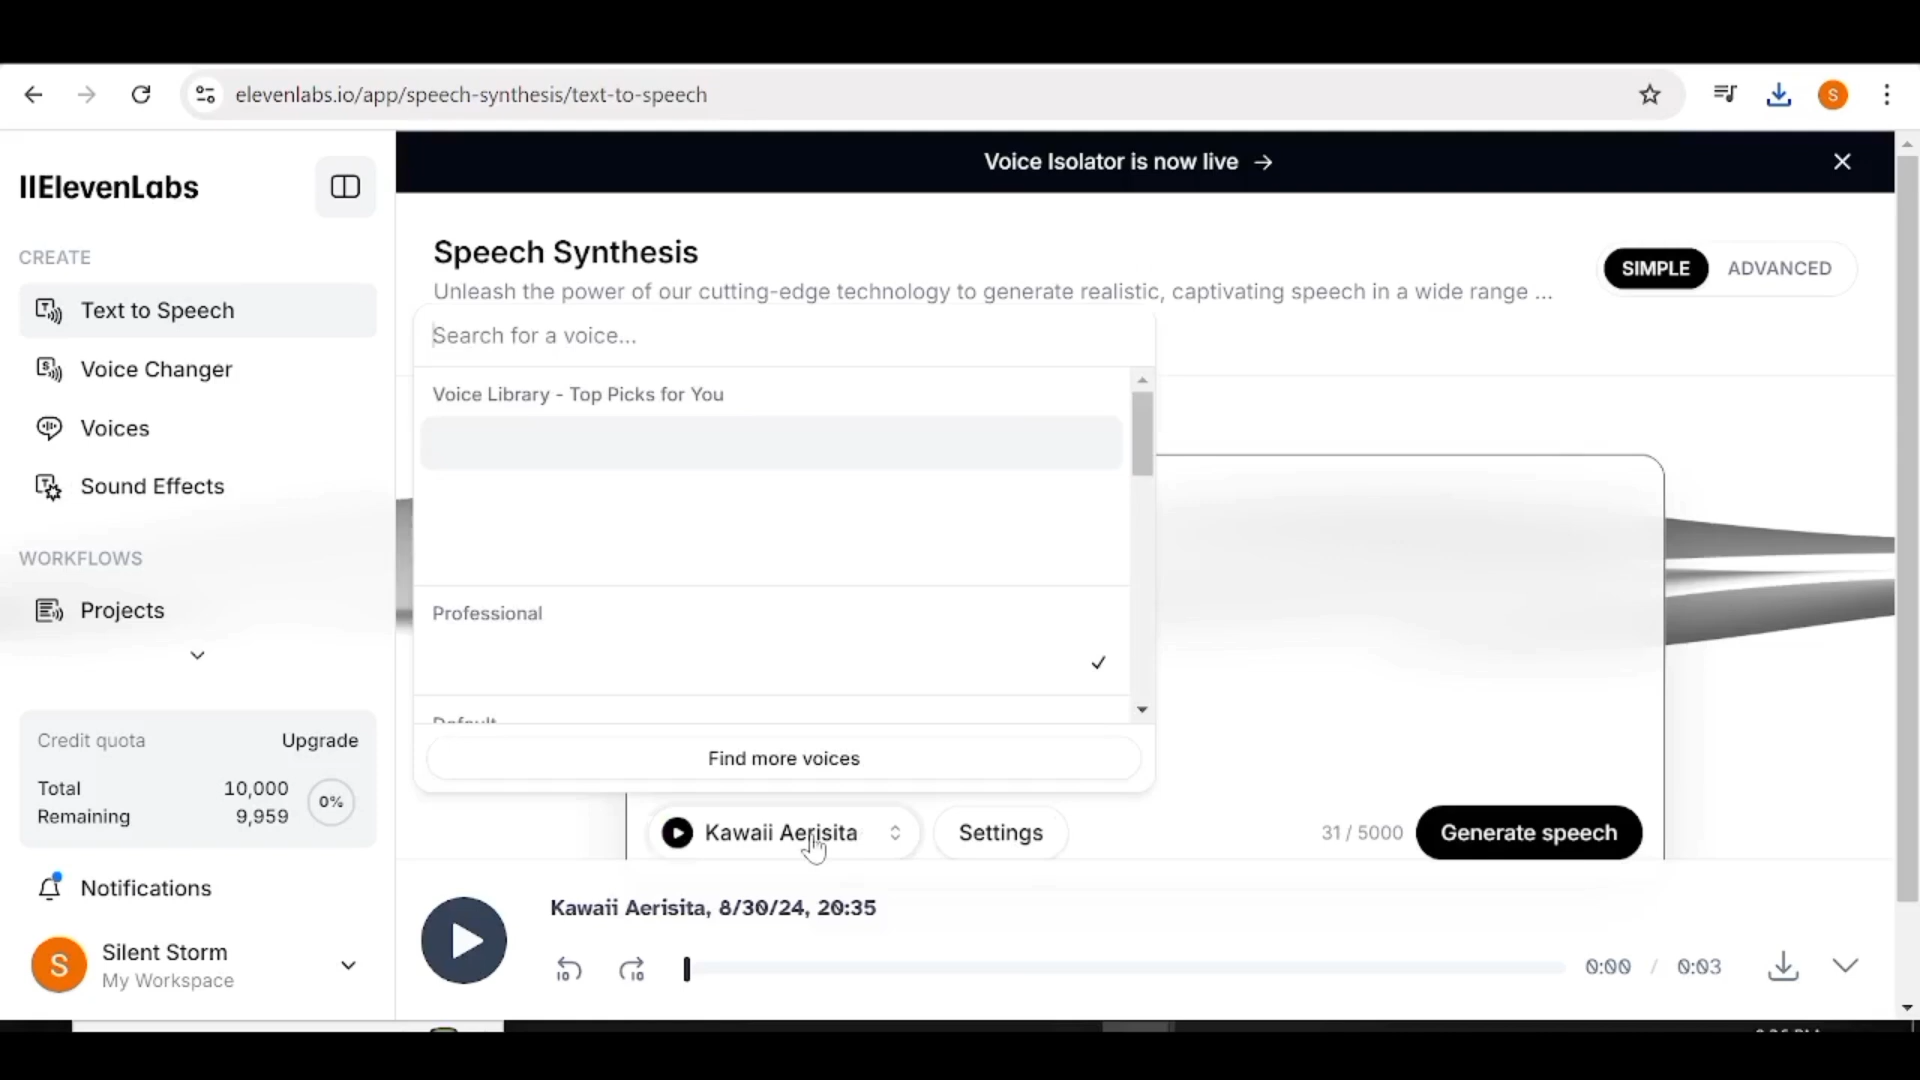 elevenlabs.io/app/speech-synthesis/text-to-speech
S
Voice Isolator is now live →
IIElevenLabs
CREATE
Text to Speech
Voice Changer
Voices
Sound Effects
WORKFLOWS
Projects
Credit quota
Upgrade
Total
10,000
Remaining
9,959
0%
Notifications
S
Silent Storm
My Workspace
Speech Synthesis
Unleash the power of our cutting-edge technology to generate realistic, captivating speech in a wide range ...
SIMPLE
ADVANCED
Search for a voice...
Voice Library - Top Picks for You
Professional
Default
Find more voices
Kawaii Aerisita
Settings
31 / 5000
Generate speech
Kawaii Aerisita, 8/30/24, 20:35
10
10
0:00 / 0:03